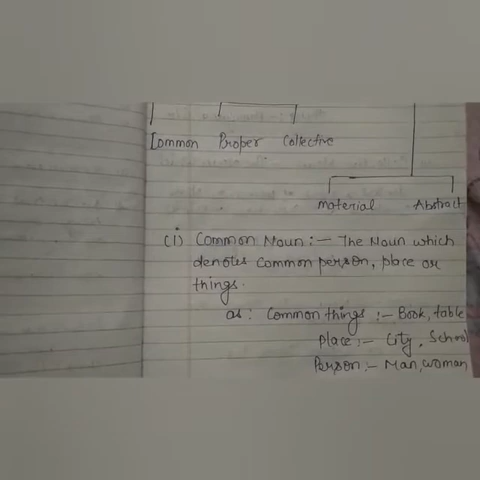 Common Proper Collective
Material Abstract
(i) Common Noun :- The Noun which
denotes Common person, place or
things.
as : Common things :- Book, table
Place :- City, School
Person :- Man, woman,